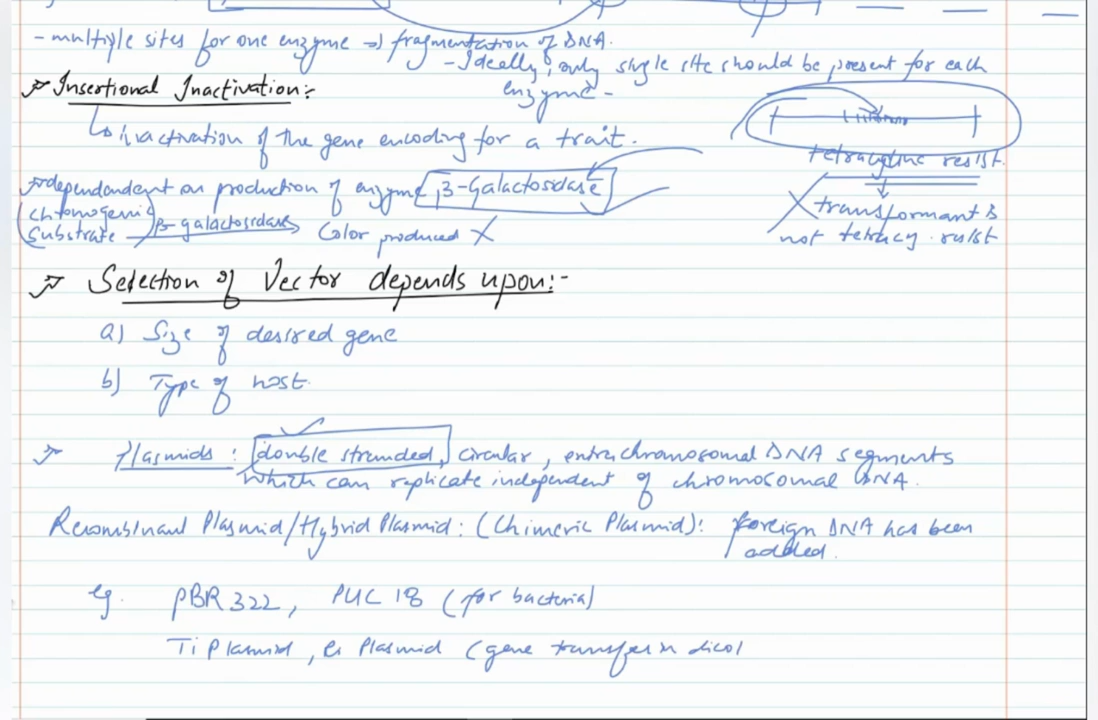 - multiple sites for one enzyme => fragmentation of DNA.
- Ideally, only single site should be present for each
enzyme -
Insertional Inactivation:-
inactivation of the gene encoding for a trait.
tetracycline resist.
transformant is
not tetracy. resist
dependendent on production of enzyme β-Galactosidase
(Chromogenic
Substrate β-galactosidase Color produced X
Selection of Vector depends upon:-
a) Size of desired gene
b) Type of host.
Plasmids : double stranded, circular, extrachromosomal DNA segments
which can replicate independent of chromosomal DNA.
Recombinant Plasmid/Hybrid Plasmid: (Chimeric Plasmid): foreign DNA has been
added.
eg. pBR 322, PUC 18 (for bacteria)
Ti Plasmid, Ri Plasmid (gene transfer in dicot